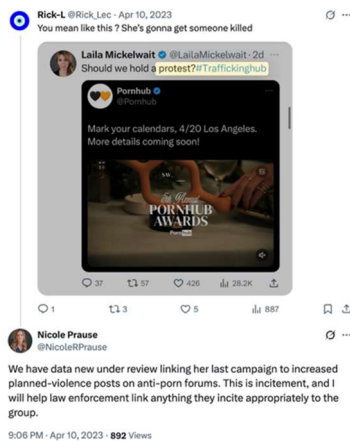 Rick-L @Rick_Lec · Apr 10, 2023
You mean like this ? She's gonna get someone killed
Laila Mickelwait @LailaMickelwait · 2d
Should we hold a protest?#Traffickinghub
Pornhub
@Pornhub
Mark your calendars, 4/20 Los Angeles.
More details coming soon!
PORNHUB
AWARDS
Pornhub
37 57 426 28.2K
1 3 5 887
Nicole Prause
@NicoleRPrause
We have data new under review linking her last campaign to increased
planned-violence posts on anti-porn forums. This is incitement, and I
will help law enforcement link anything they incite appropriately to the
group.
9:06 PM · Apr 10, 2023 · 892 Views